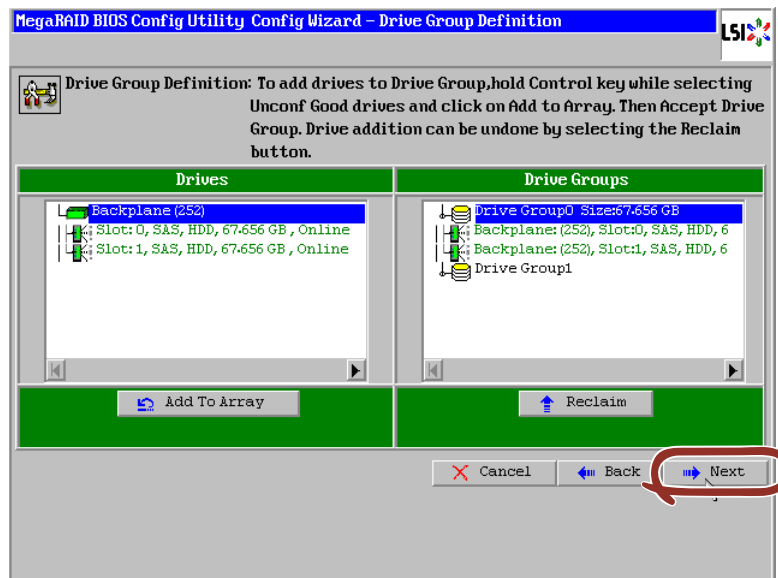 MegaRAID BIOS Config Utility Config Wizard – Drive Group Definition
LSI
Drive Group Definition: To add drives to Drive Group,hold Control key while selecting
Unconf Good drives and click on Add to Array. Then Accept Drive
Group. Drive addition can be undone by selecting the Reclaim
button.
Drives
Backplane (252)
Slot: 0, SAS, HDD, 67.656 GB , Online
Slot: 1, SAS, HDD, 67.656 GB , Online
Add To Array
Drive Groups
Drive Group0 Size:67.656 GB
Backplane: (252), Slot:0, SAS, HDD, 6
Backplane: (252), Slot:1, SAS, HDD, 6
Drive Group1
Reclaim
Cancel
Back
Next